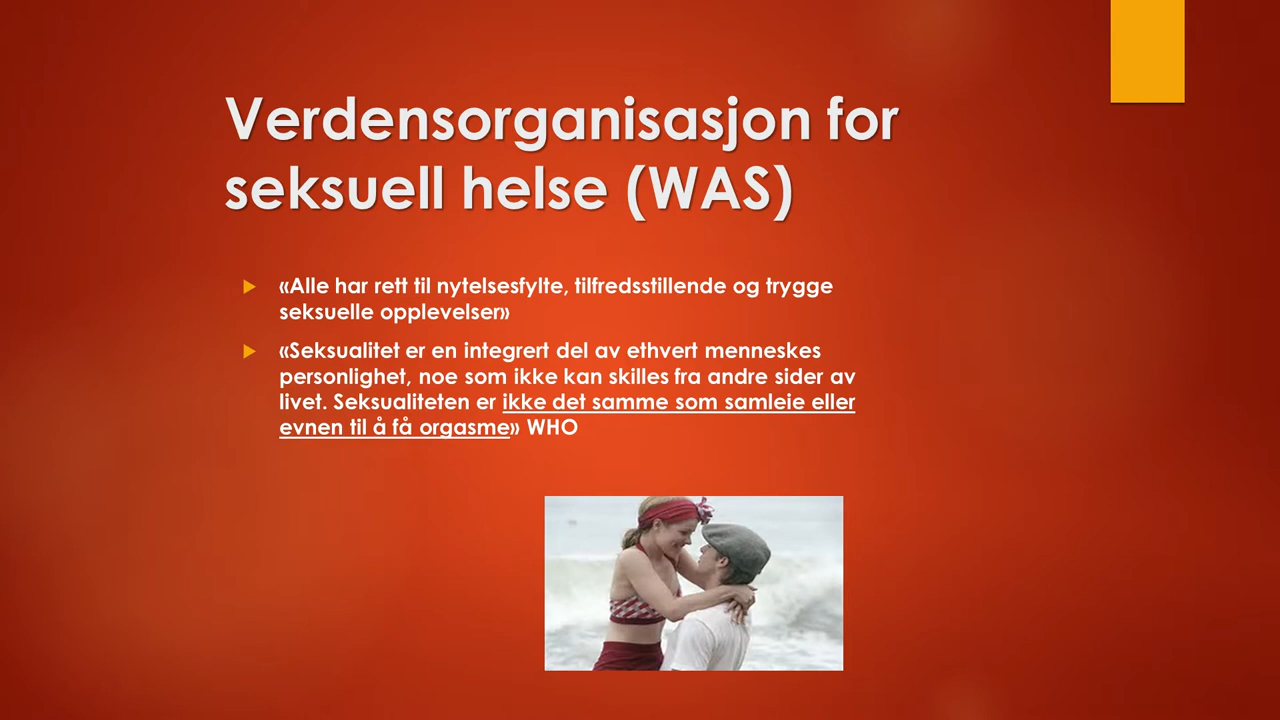 Verdensorganisasjon for
seksuell helse (WAS)
«Alle har rett til nytelsesfylte, tilfredsstillende og trygge
seksuelle opplevelser»
«Seksualitet er en integrert del av ethvert menneskes
personlighet, noe som ikke kan skilles fra andre sider av
livet. Seksualiteten er ikke det samme som samleie eller
evnen til å få orgasme» WHO